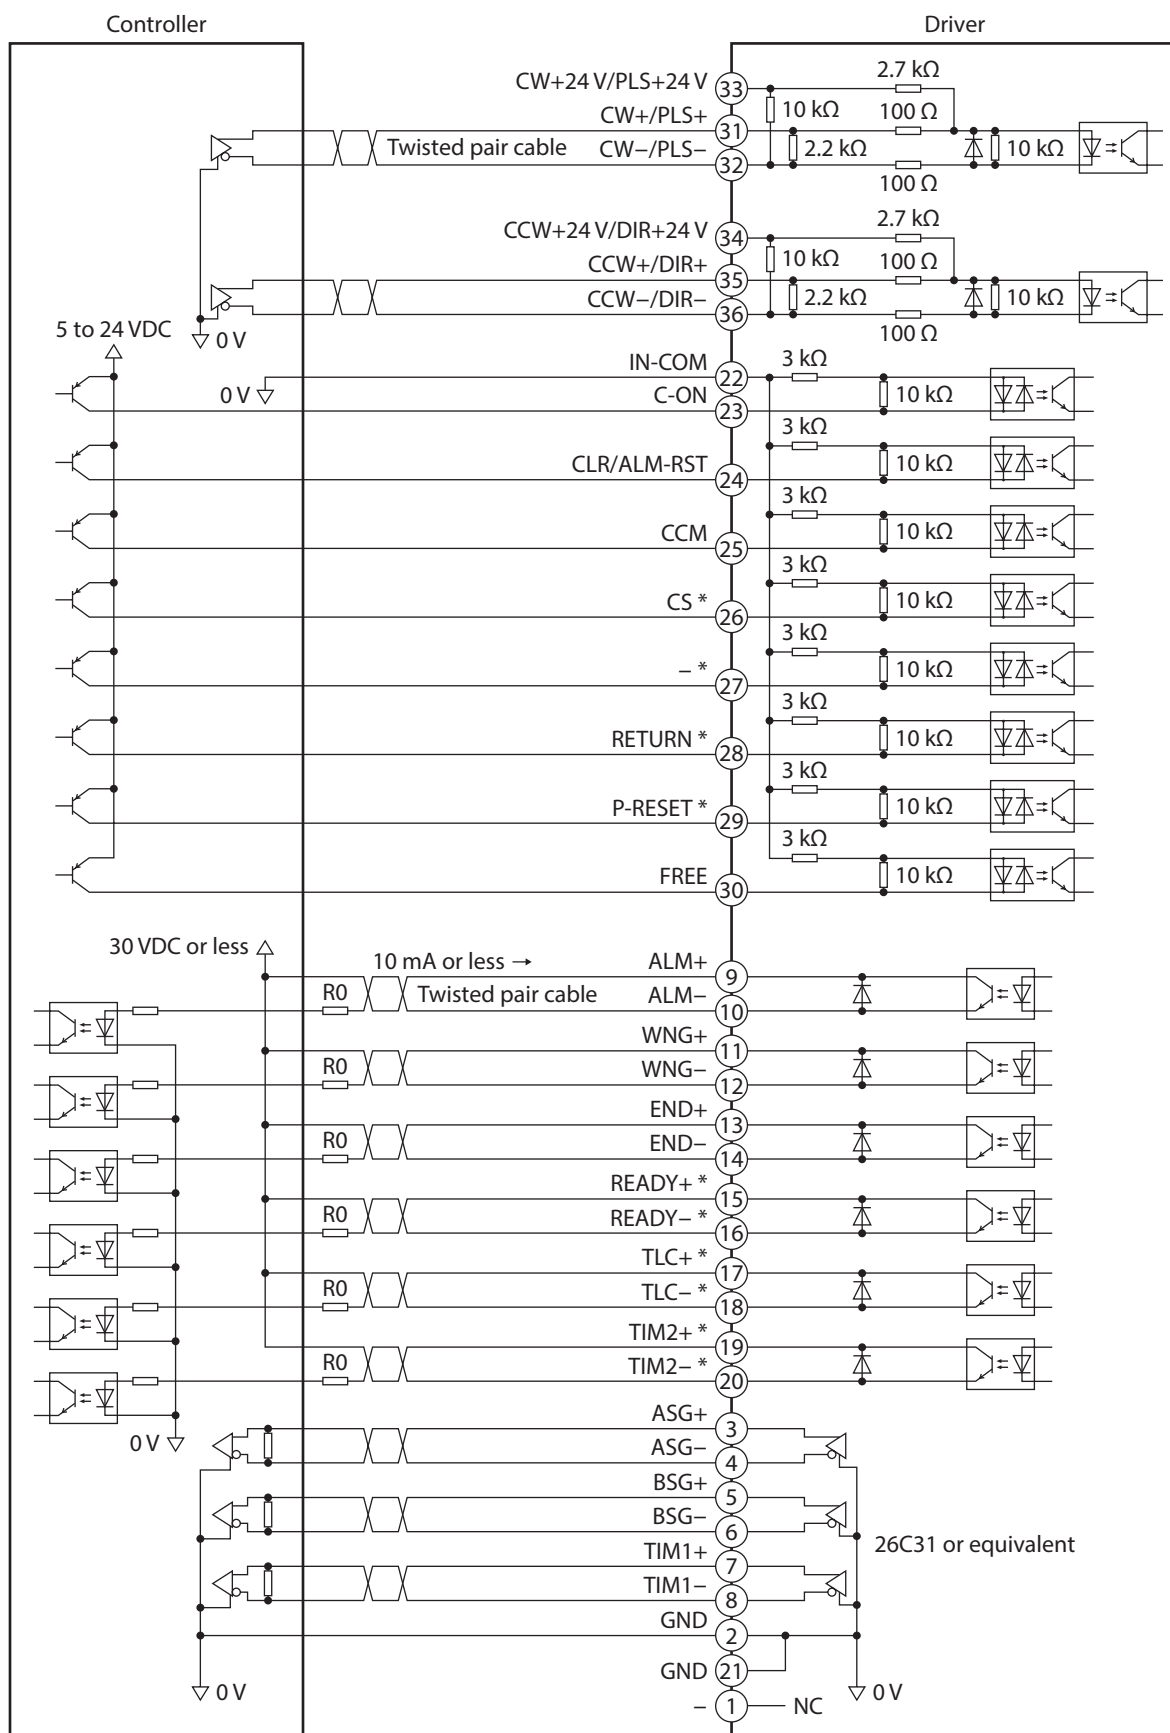 Controller
Driver
CW+24 V/PLS+24 V
33
2.7 kΩ
10 kΩ
CW+/PLS+
31
100 Ω
Twisted pair cable
CW−/PLS−
32
2.2 kΩ
10 kΩ
100 Ω
CCW+24 V/DIR+24 V
34
2.7 kΩ
10 kΩ
CCW+/DIR+
35
100 Ω
CCW−/DIR−
36
2.2 kΩ
10 kΩ
100 Ω
0 V
5 to 24 VDC
IN-COM
22
3 kΩ
0 V
C-ON
23
10 kΩ
3 kΩ
CLR/ALM-RST
24
10 kΩ
3 kΩ
CCM
25
10 kΩ
3 kΩ
CS *
26
10 kΩ
3 kΩ
− *
27
10 kΩ
3 kΩ
RETURN *
28
10 kΩ
3 kΩ
P-RESET *
29
10 kΩ
3 kΩ
FREE
30
10 kΩ
30 VDC or less
10 mA or less →
ALM+
9
R0
Twisted pair cable
ALM−
10
WNG+
11
R0
WNG−
12
END+
13
R0
END−
14
READY+ *
15
R0
READY− *
16
TLC+ *
17
R0
TLC− *
18
TIM2+ *
19
R0
TIM2− *
20
0 V
ASG+
3
ASG−
4
BSG+
5
BSG−
6
26C31 or equivalent
TIM1+
7
TIM1−
8
GND
2
GND
21
0 V
0 V
−
1
NC